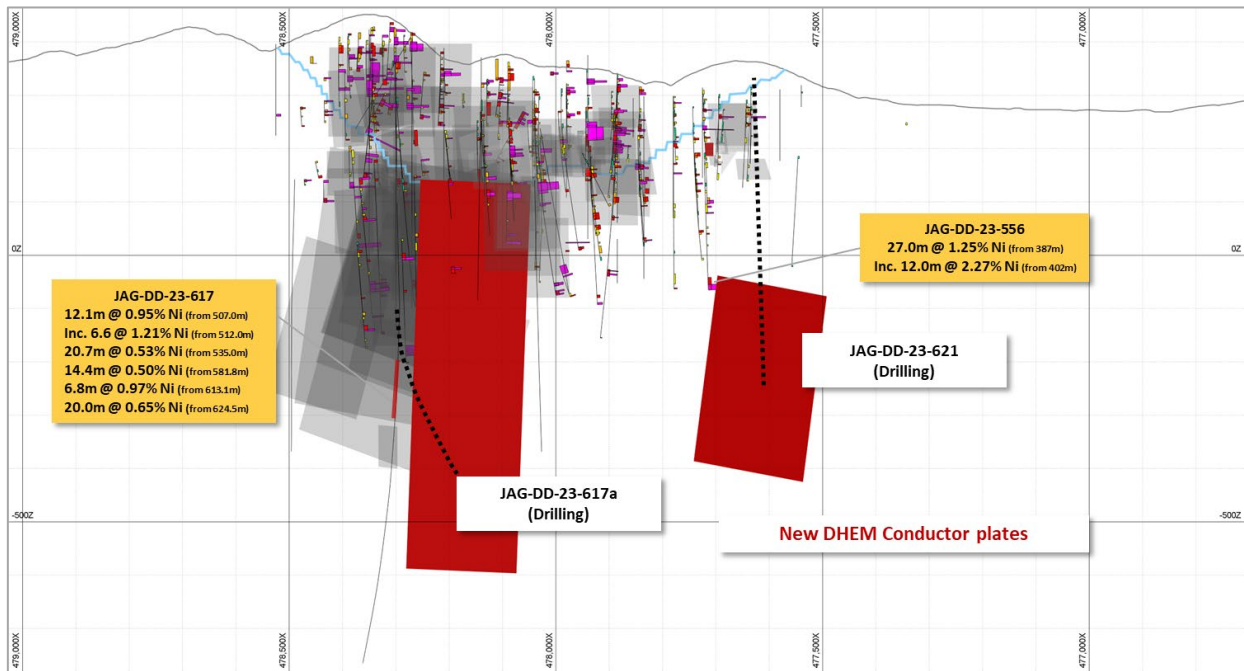 479,000X
478,500X
478,000X
477,500X
477,000X
JAG-DD-23-556
27.0m @ 1.25% Ni (from 387m)
Inc. 12.0m @ 2.27% Ni (from 402m)
0Z
0Z
JAG-DD-23-617
12.1m @ 0.95% Ni (from 507.0m)
Inc. 6.6 @ 1.21% Ni (from 512.0m)
20.7m @ 0.53% Ni (from 535.0m)
14.4m @ 0.50% Ni (from 581.8m)
6.8m @ 0.97% Ni (from 613.1m)
20.0m @ 0.65% Ni (from 624.5m)
JAG-DD-23-621
(Drilling)
JAG-DD-23-617a
(Drilling)
-500Z
-500Z
New DHEM Conductor plates
479,000X
478,500X
478,000X
477,500X
477,000X